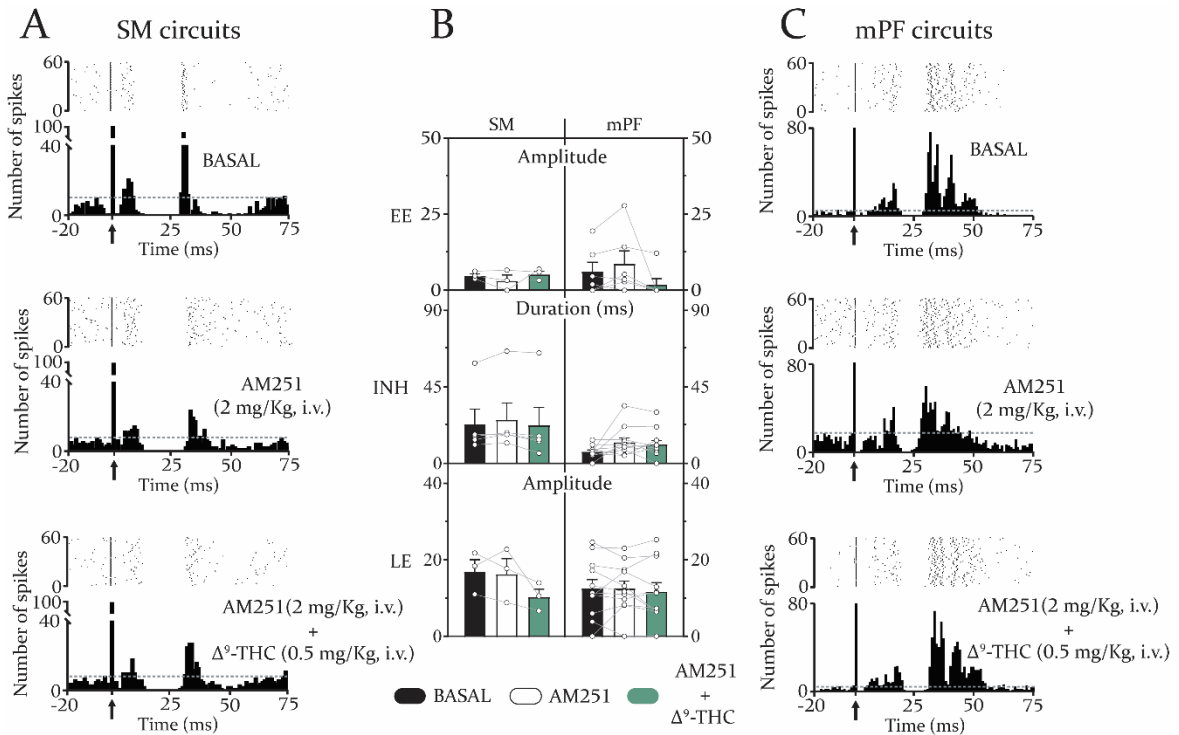 A
SM circuits
B
C
mPF circuits
Number of spikes
60
0
100
40
0
BASAL
-20
25
50
75
Time (ms)
Number of spikes
60
0
100
40
0
AM251
(2 mg/Kg, i.v.)
-20
25
50
75
Time (ms)
Number of spikes
60
0
100
40
0
AM251(2 mg/Kg, i.v.)
+
Δ⁹-THC (0.5 mg/Kg, i.v.)
-20
25
50
75
Time (ms)
SM
mPF
50
50
Amplitude
EE
25
25
0
0
Duration (ms)
90
90
INH
45
45
0
0
Amplitude
40
40
LE
20
20
0
0
BASAL
AM251
AM251
+
Δ⁹-THC
Number of spikes
60
0
80
0
BASAL
-20
25
50
75
Time (ms)
Number of spikes
60
0
80
0
AM251
(2 mg/Kg, i.v.)
-20
25
50
75
Time (ms)
Number of spikes
60
0
80
0
AM251(2 mg/Kg, i.v.)
+
Δ⁹-THC (0.5 mg/Kg, i.v.)
-20
25
50
75
Time (ms)